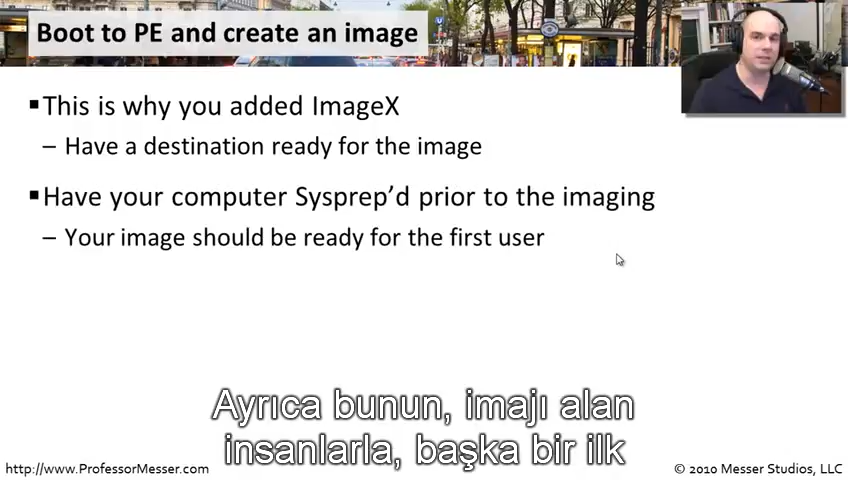 Boot to PE and create an image
▪This is why you added ImageX
– Have a destination ready for the image
▪Have your computer Sysprep’d prior to the imaging
– Your image should be ready for the first user
Ayrıca bunun, imajı alan
insanlarla, başka bir ilk
http://www.ProfessorMesser.com
© 2010 Messer Studios, LLC